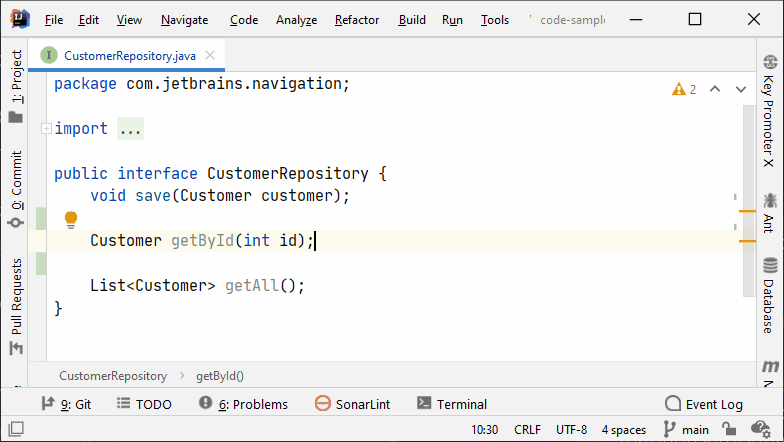 File Edit View Navigate Code Analyze Refactor Build Run Tools code-sample
CustomerRepository.java
package com.jetbrains.navigation;
2
import ...
public interface CustomerRepository {
void save(Customer customer);
Customer getById(int id);
List<Customer> getAll();
}
1: Project
0: Commit
Pull Requests
Key Promoter X
Ant
Database
CustomerRepository > getById()
9: Git TODO 6: Problems SonarLint Terminal Event Log
10:30 CRLF UTF-8 4 spaces main